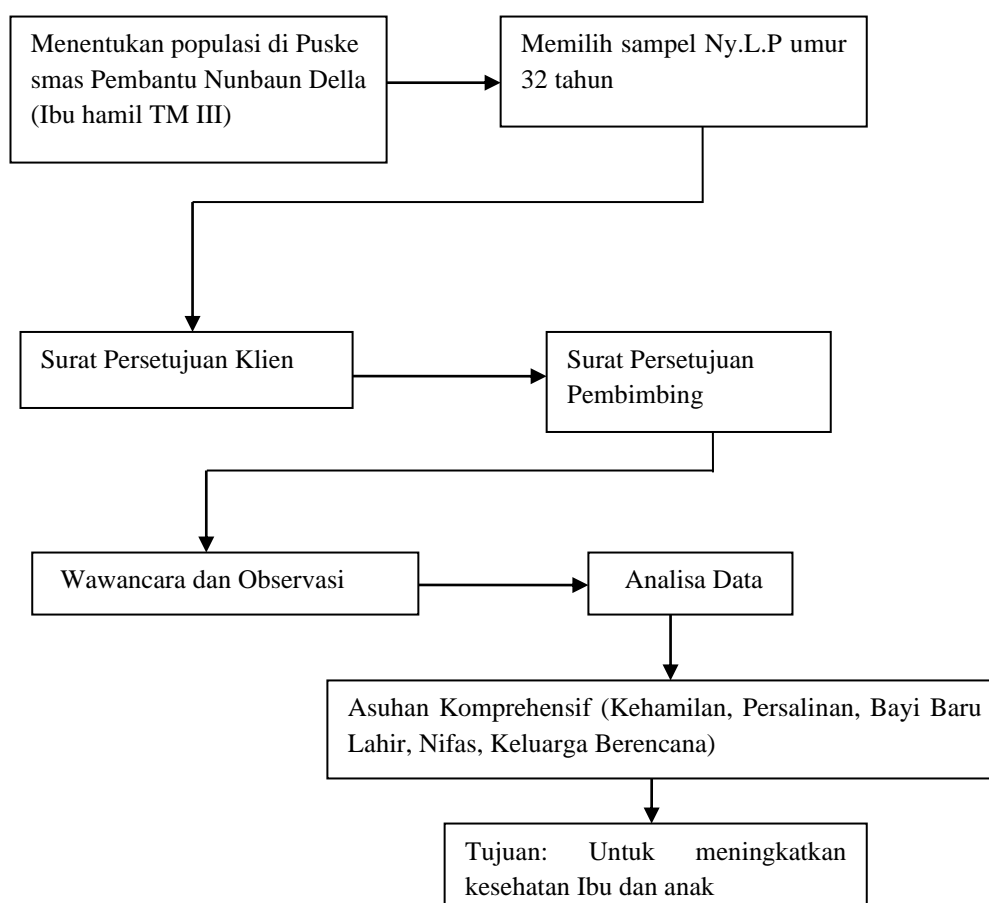 Menentukan populasi di Puske
smas Pembantu Nunbaun Della
(Ibu hamil TM III)
Memilih sampel Ny.L.P umur
32 tahun
Surat Persetujuan Klien
Surat Persetujuan
Pembimbing
Wawancara dan Observasi
Analisa Data
Asuhan Komprehensif (Kehamilan, Persalinan, Bayi Baru
Lahir, Nifas, Keluarga Berencana)
Tujuan: Untuk meningkatkan
kesehatan Ibu dan anak